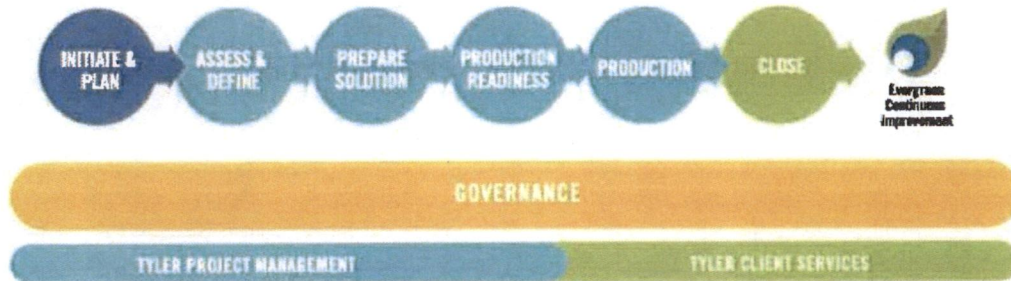 INITIATE &
PLAN
ASSESS &
DEFINE
PREPARE
SOLUTION
PRODUCTION
READINESS
PRODUCTION
CLOSE
Evergreen
Continuous
Improvement
GOVERNANCE
TYLER PROJECT MANAGEMENT
TYLER CLIENT SERVICES